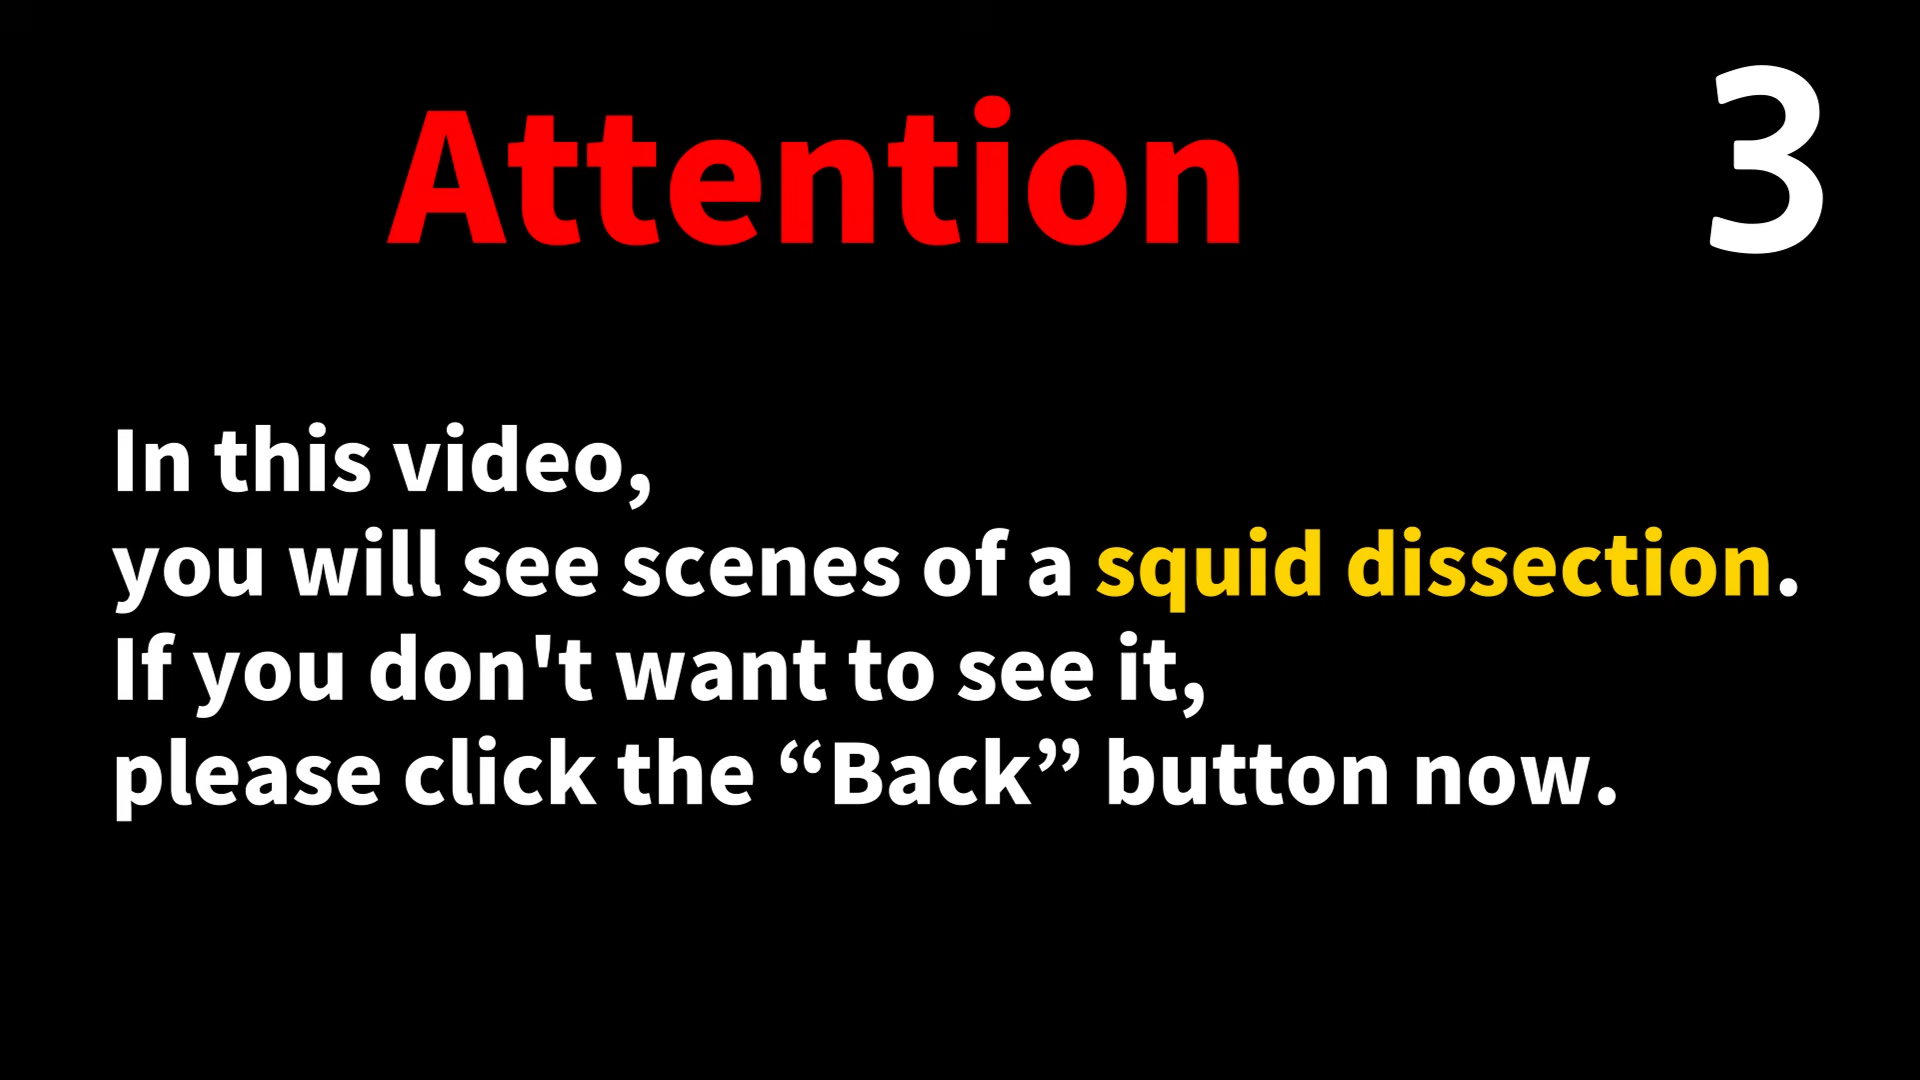 Attention
3
In this video,
you will see scenes of a squid dissection.
If you don't want to see it,
please click the “Back” button now.